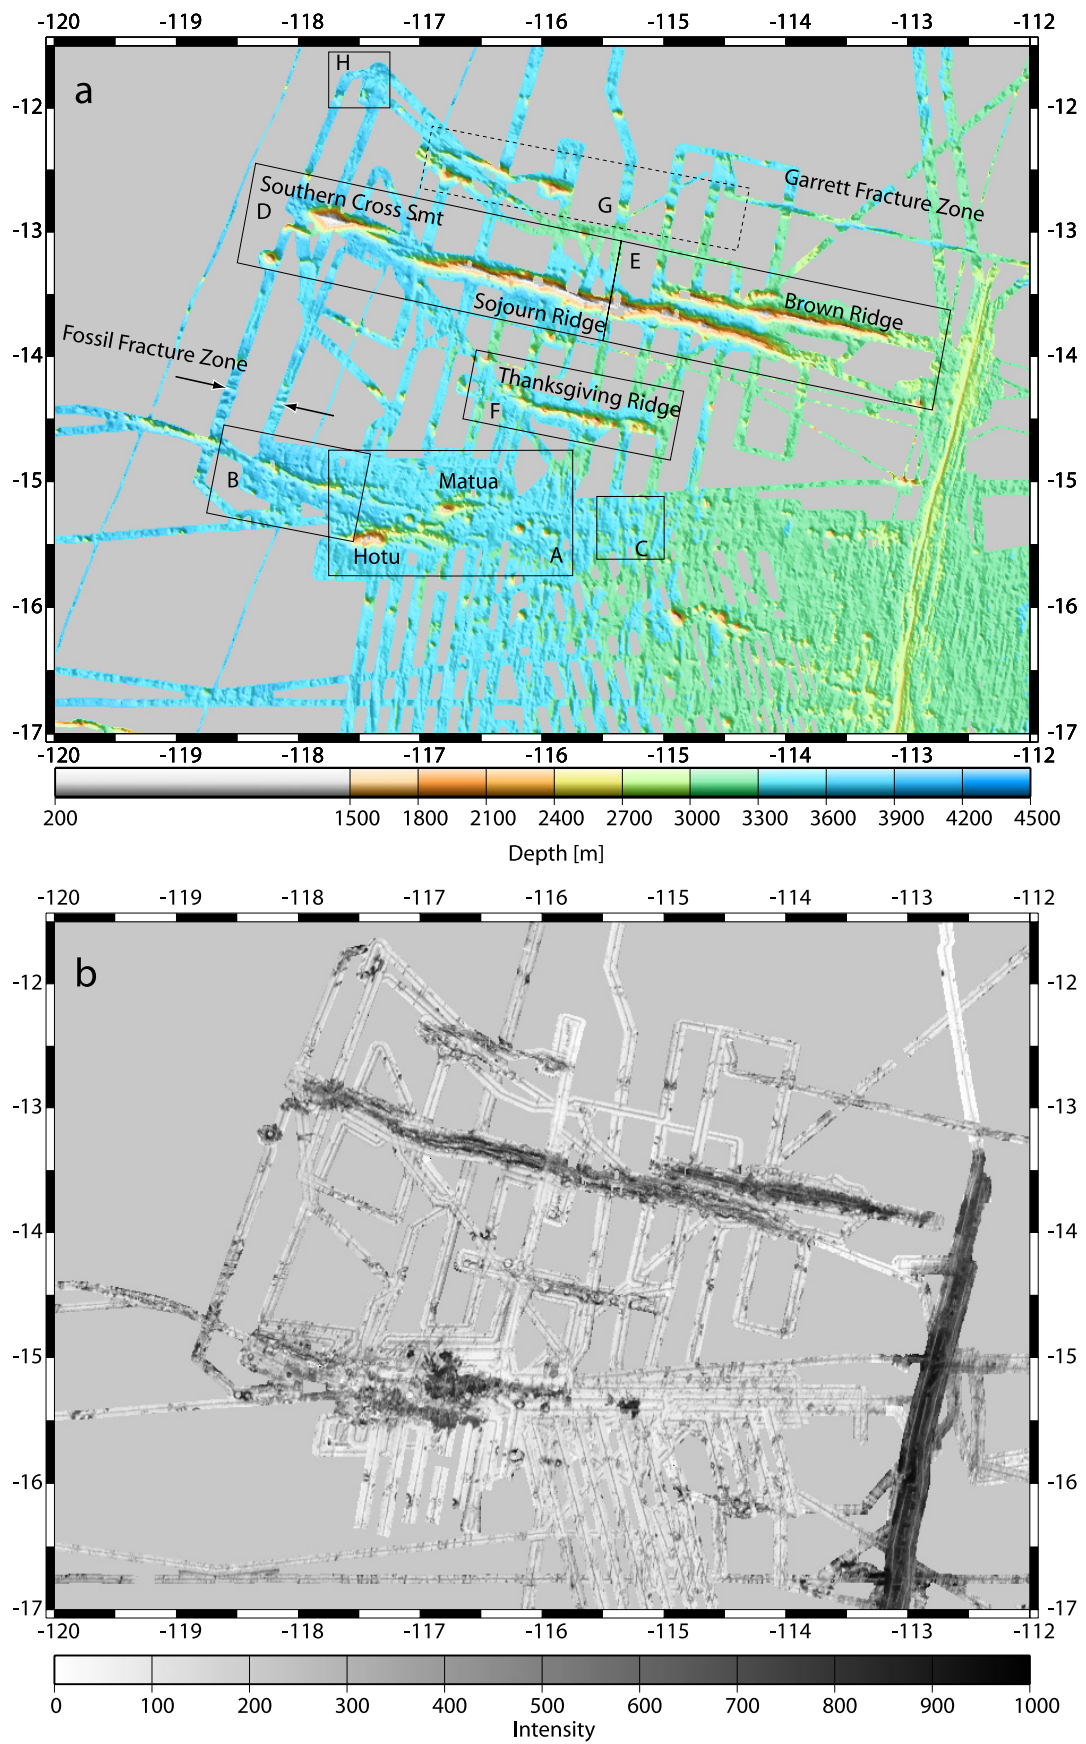 -120 -119 -118 -117 -116 -115 -114 -113 -112
a
H
-12 -12
Garrett Fracture Zone
Southern Cross Smt
G
D
-13 -13
E
Sojourn Ridge
Brown Ridge
Fossil Fracture Zone
-14 -14
Thanksgiving Ridge
F
-15 -15
B
Matua
Hotu
A
C
-16 -16
-17 -17
-120 -119 -118 -117 -116 -115 -114 -113 -112
200 1500 1800 2100 2400 2700 3000 3300 3600 3900 4200 4500
Depth [m]
-120 -119 -118 -117 -116 -115 -114 -113 -112
b
-12 -12
-13 -13
-14 -14
-15 -15
-16 -16
-17 -17
-120 -119 -118 -117 -116 -115 -114 -113 -112
0 100 200 300 400 500 600 700 800 900 1000
Intensity